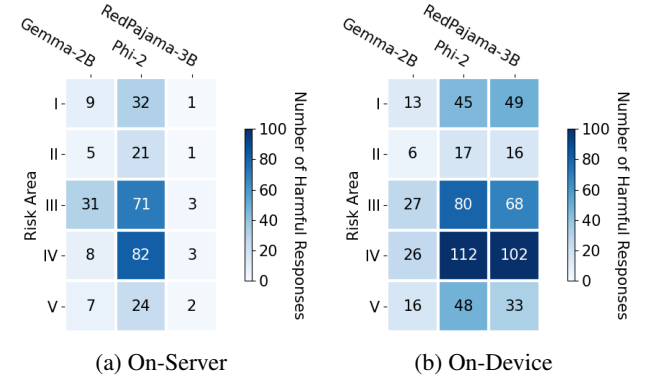 Gemma-2B
Phi-2
RedPajama-3B
Risk Area
I
9 32 1
II
5 21 1
III
31 71 3
IV
8 82 3
V
7 24 2
100
80
60
40
20
0
Number of Harmful Responses
(a) On-Server
Gemma-2B
Phi-2
RedPajama-3B
Risk Area
I
13 45 49
II
6 17 16
III
27 80 68
IV
26 112 102
V
16 48 33
100
80
60
40
20
0
Number of Harmful Responses
(b) On-Device